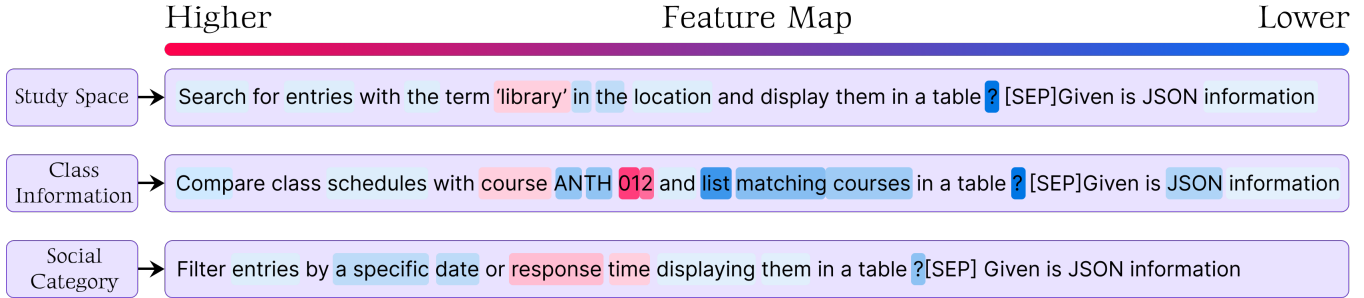 Higher Feature Map Lower
Study Space
Search for entries with the term ‘library’ in the location and display them in a table ? [SEP]Given is JSON information
Class
Information
Compare class schedules with course ANTH 012 and list matching courses in a table ? [SEP]Given is JSON information
Social
Category
Filter entries by a specific date or response time displaying them in a table ?[SEP] Given is JSON information